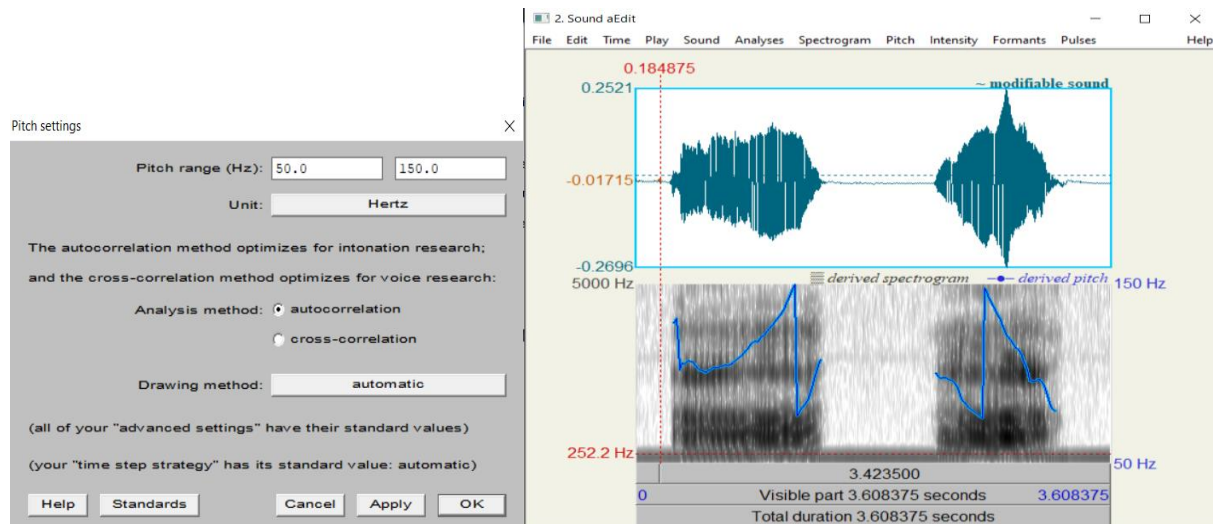 Pitch settings
Pitch range (Hz): 50.0 150.0
Unit: Hertz
The autocorrelation method optimizes for intonation research;
and the cross-correlation method optimizes for voice research:
Analysis method: autocorrelation
cross-correlation
Drawing method: automatic
(all of your "advanced settings" have their standard values)
(your "time step strategy" has its standard value: automatic)
Help Standards Cancel Apply OK
2. Sound aEdit
File Edit Time Play Sound Analyses Spectrogram Pitch Intensity Formants Pulses Help
0.184875
0.2521 ~ modifiable sound
-0.01715
-0.2696
5000 Hz derived spectrogram derived pitch 150 Hz
252.2 Hz
50 Hz
3.423500
0 Visible part 3.608375 seconds 3.608375
Total duration 3.608375 seconds